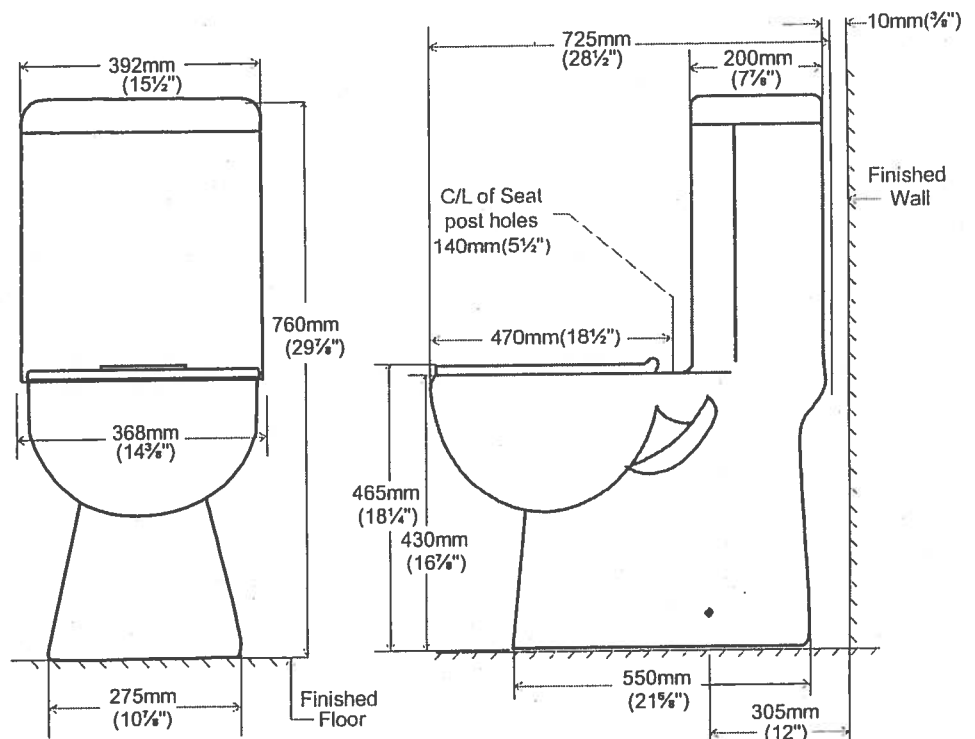 392mm
(15½")
760mm
(29⅞")
368mm
(14⅜")
275mm
(10⅞")
Finished
Floor
725mm
(28½")
10mm(⅜")
200mm
(7⅞")
Finished
Wall
C/L of Seat
post holes
140mm(5½")
470mm(18½")
465mm
(18¼")
430mm
(16⅞")
550mm
(21⅝")
305mm
(12")